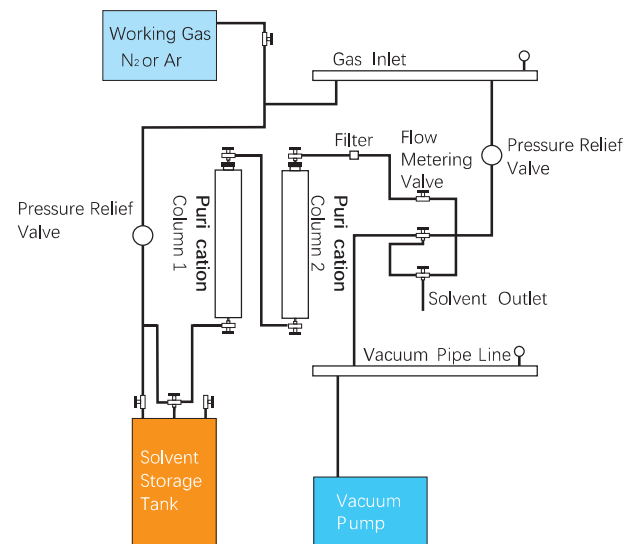 Working Gas
N₂ or Ar
Gas Inlet
Filter
Flow
Metering
Valve
Pressure Relief
Valve
Pressure Relief
Valve
Puri cation
Column 1
Puri cation
Column 2
Solvent Outlet
Vacuum Pipe Line
Solvent
Storage
Tank
Vacuum
Pump